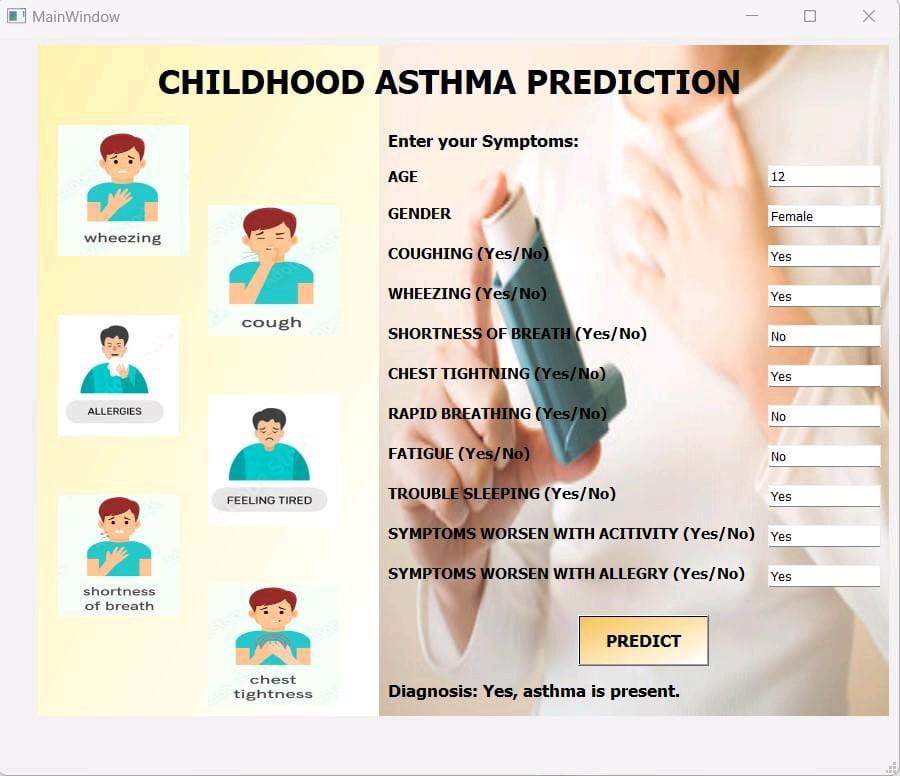 MainWindow
CHILDHOOD ASTHMA PREDICTION
wheezing
cough
ALLERGIES
FEELING TIRED
shortness
of breath
chest
tightness
Enter your Symptoms:
AGE 12
GENDER Female
COUGHING (Yes/No) Yes
WHEEZING (Yes/No) Yes
SHORTNESS OF BREATH (Yes/No) No
CHEST TIGHTNING (Yes/No) Yes
RAPID BREATHING (Yes/No) No
FATIGUE (Yes/No) No
TROUBLE SLEEPING (Yes/No) Yes
SYMPTOMS WORSEN WITH ACITIVITY (Yes/No) Yes
SYMPTOMS WORSEN WITH ALLEGRY (Yes/No) Yes
PREDICT
Diagnosis: Yes, asthma is present.